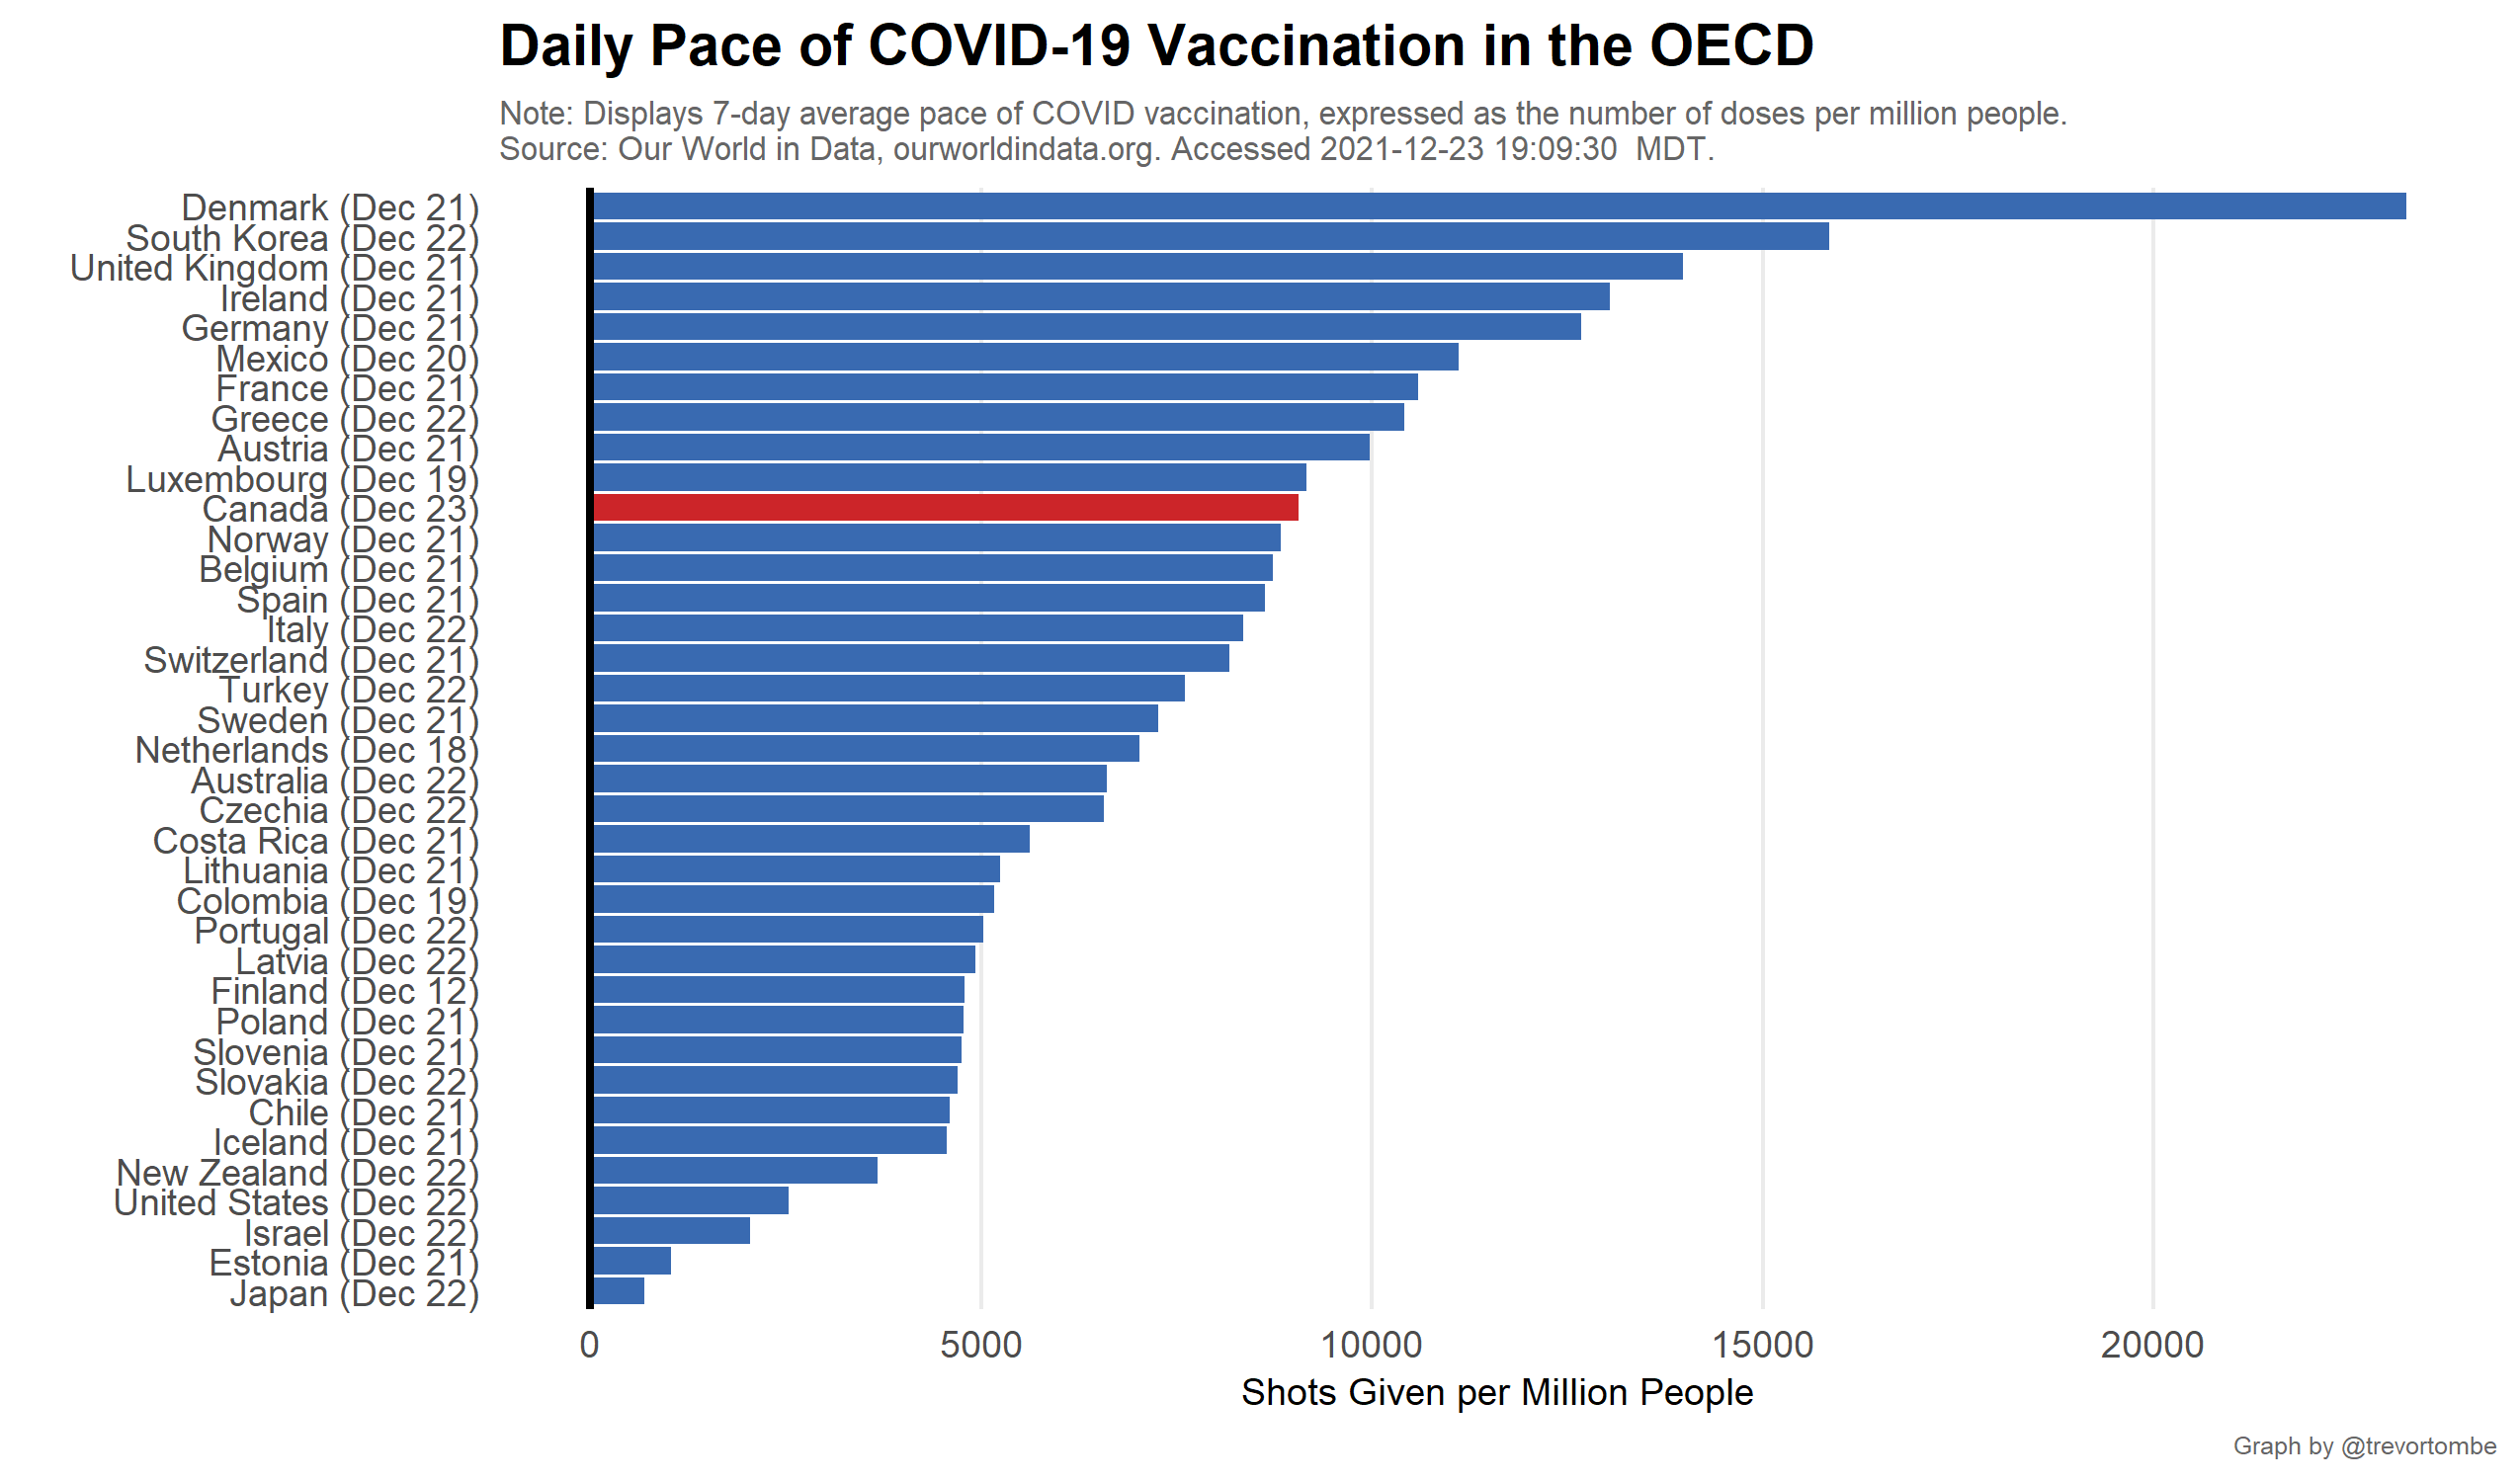 Daily Pace of COVID-19 Vaccination in the OECD
Note: Displays 7-day average pace of COVID vaccination, expressed as the number of doses per million people.
Source: Our World in Data, ourworldindata.org. Accessed 2021-12-23 19:09:30  MDT.
Denmark (Dec 21)
South Korea (Dec 22)
United Kingdom (Dec 21)
Ireland (Dec 21)
Germany (Dec 21)
Mexico (Dec 20)
France (Dec 21)
Greece (Dec 22)
Austria (Dec 21)
Luxembourg (Dec 19)
Canada (Dec 23)
Norway (Dec 21)
Belgium (Dec 21)
Spain (Dec 21)
Italy (Dec 22)
Switzerland (Dec 21)
Turkey (Dec 22)
Sweden (Dec 21)
Netherlands (Dec 18)
Australia (Dec 22)
Czechia (Dec 22)
Costa Rica (Dec 21)
Lithuania (Dec 21)
Colombia (Dec 19)
Portugal (Dec 22)
Latvia (Dec 22)
Finland (Dec 12)
Poland (Dec 21)
Slovenia (Dec 21)
Slovakia (Dec 22)
Chile (Dec 21)
Iceland (Dec 21)
New Zealand (Dec 22)
United States (Dec 22)
Israel (Dec 22)
Estonia (Dec 21)
Japan (Dec 22)
0 5000 10000 15000 20000
Shots Given per Million People
Graph by @trevortombe